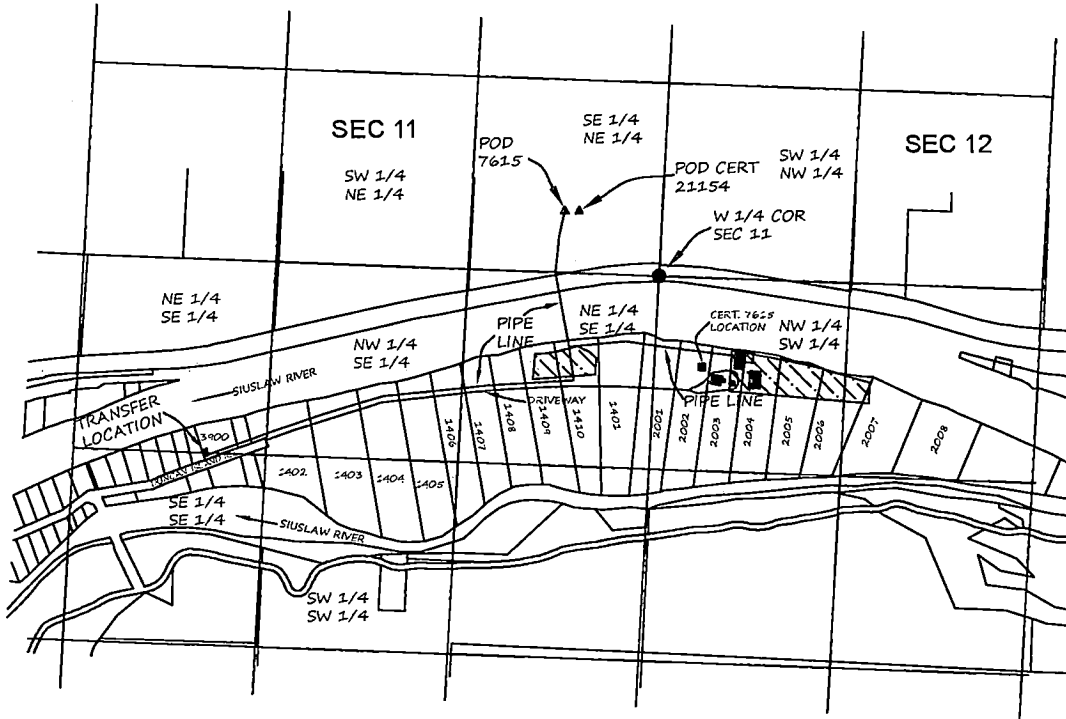 SEC 11
SE 1/4
NE 1/4
SEC 12
POD
7615
SW 1/4
NE 1/4
POD CERT
21154
SW 1/4
NW 1/4
W 1/4 COR
SEC 11
NE 1/4
SE 1/4
NW 1/4
SE 1/4
PIPE
LINE
NE 1/4
SE 1/4
CERT. 7615
LOCATION
NW 1/4
SW 1/4
SIUSLAW RIVER
DRIVEWAY
PIPE LINE
TRANSFER
LOCATION
3900
1402
1403
1404
1405
1406
1407
1408
1409
1410
1401
2001
2002
2003
2004
2005
2006
2007
2008
SE 1/4
SE 1/4
SIUSLAW RIVER
SW 1/4
SW 1/4